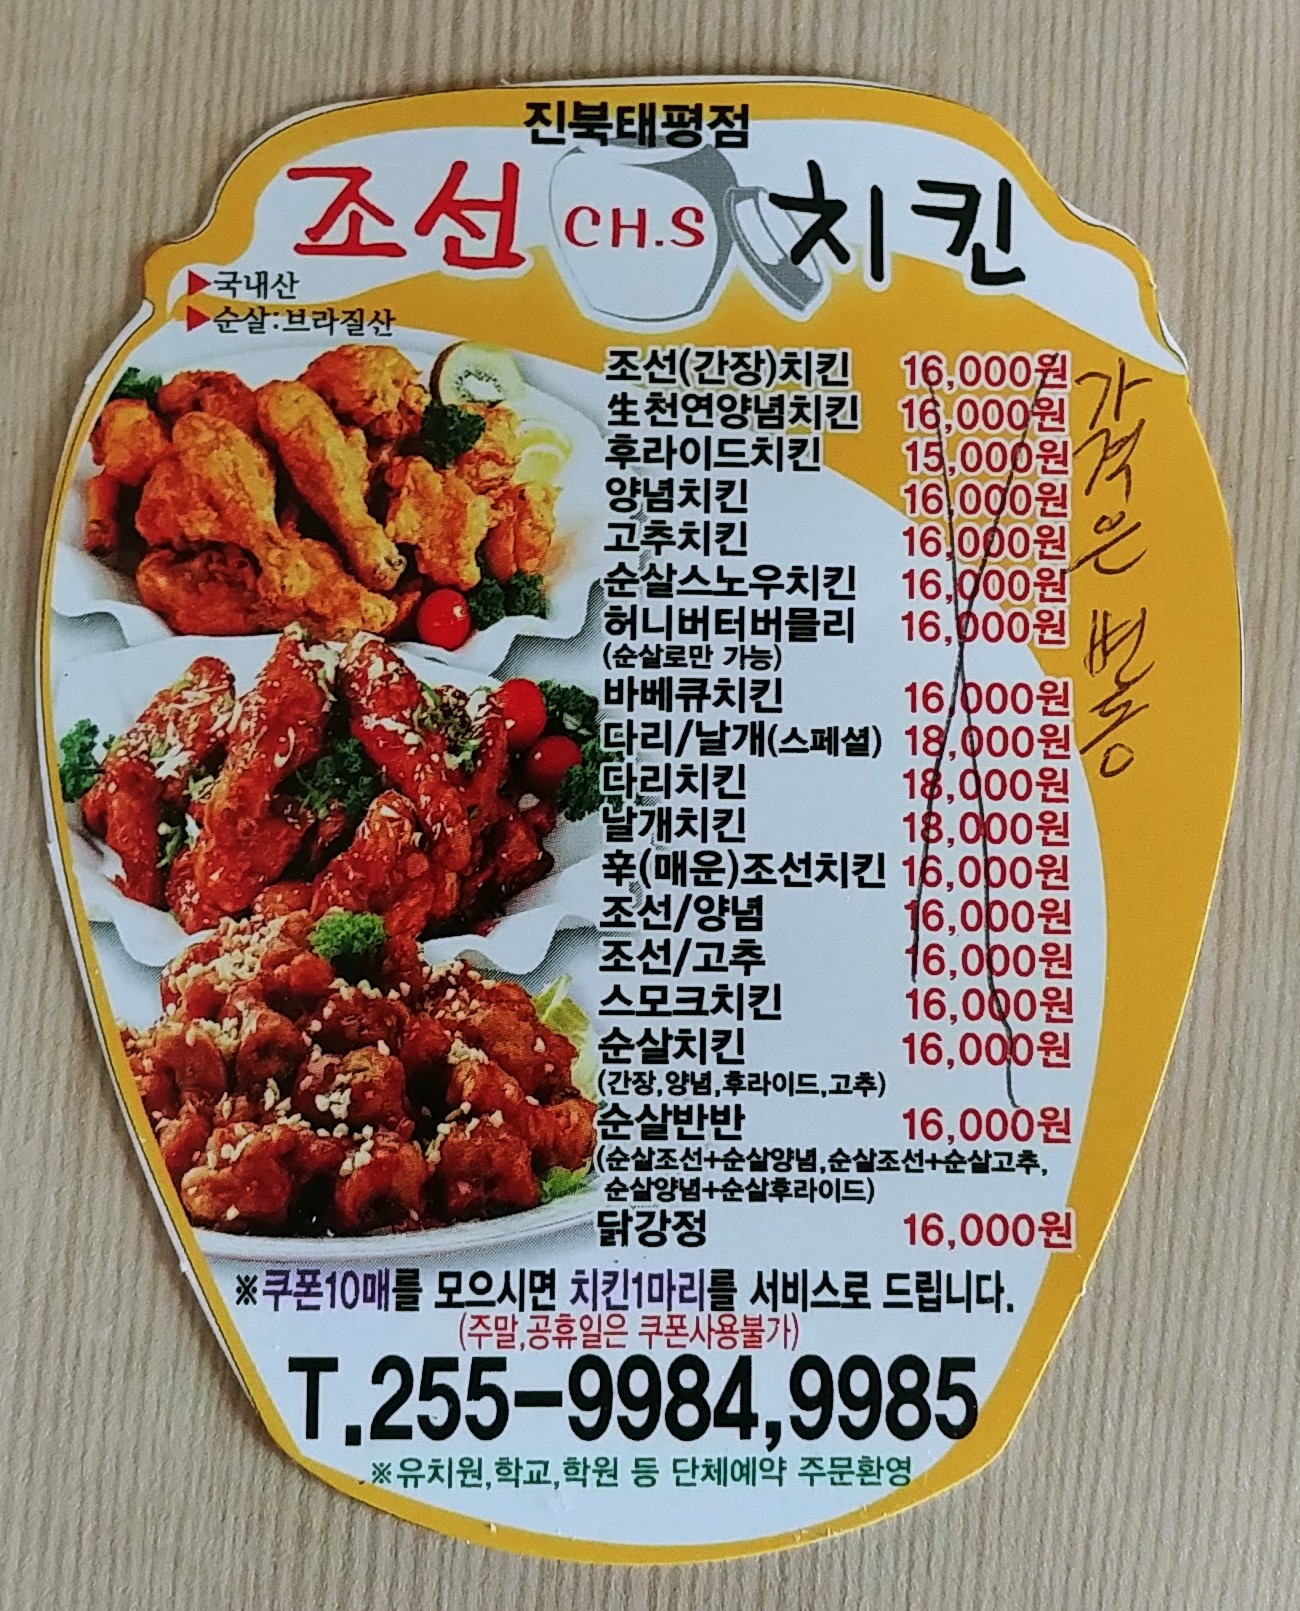 진북태평점
조선 CH.S 치킨
▶국내산
▶순살:브라질산
조선(간장)치킨 16,000원
生천연양념치킨 16,000원
후라이드치킨 15,000원
양념치킨 16,000원
고추치킨 16,000원
순살스노우치킨 16,000원
허니버터버믈리 16,000원
(순살로만 가능)
바베큐치킨 16,000원
다리/날개(스페셜) 18,000원
다리치킨 18,000원
날개치킨 18,000원
辛(매운)조선치킨 16,000원
조선/양념 16,000원
조선/고추 16,000원
스모크치킨 16,000원
순살치킨 16,000원
(간장,양념,후라이드,고추)
순살반반 16,000원
(순살조선+순살양념,순살조선+순살고추,
순살양념+순살후라이드)
닭강정 16,000원
가격은 변동
※쿠폰10매를 모으시면 치킨1마리를 서비스로 드립니다.
(주말,공휴일은 쿠폰사용불가)
T.255-9984,9985
※유치원,학교,학원 등 단체예약 주문환영